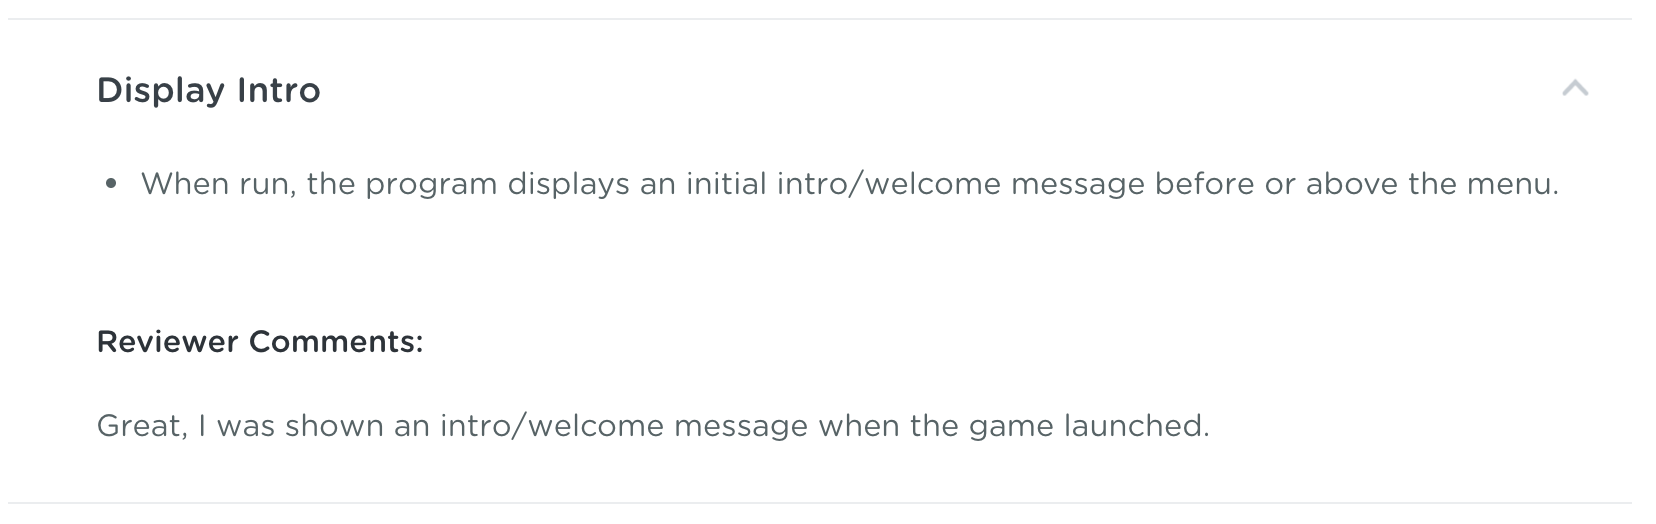 Display Intro
• When run, the program displays an initial intro/welcome message before or above the menu.
Reviewer Comments:
Great, I was shown an intro/welcome message when the game launched.